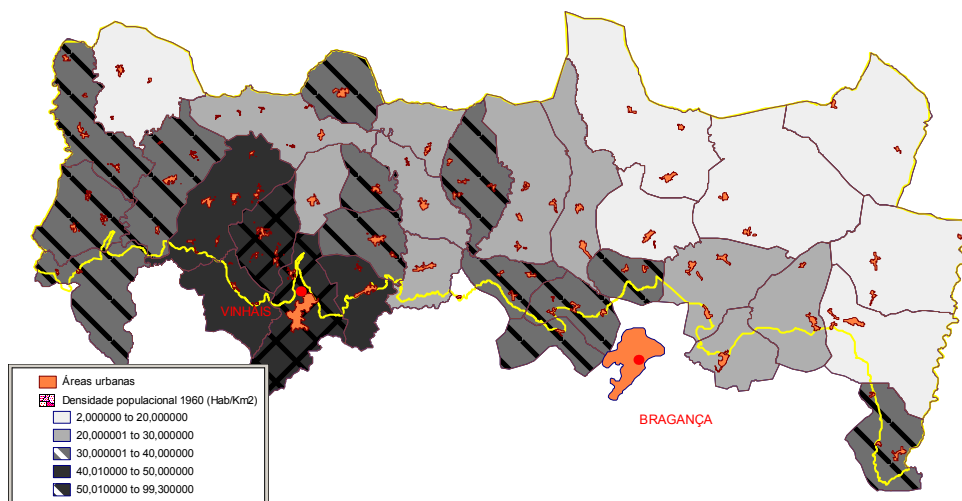 VINHAIS
BRAGANÇA
Áreas urbanas
Densidade populacional 1960 (Hab/Km2)
2,000000 to 20,000000
20,000001 to 30,000000
30,000001 to 40,000000
40,010000 to 50,000000
50,010000 to 99,300000